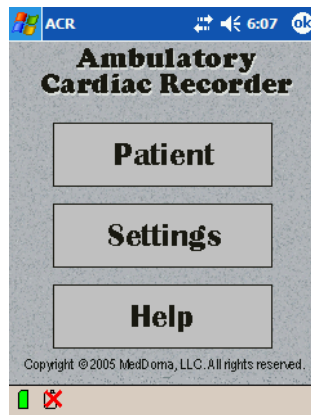 ACR 6:07 ok
Ambulatory
Cardiac Recorder
Patient
Settings
Help
Copyright ©2005 MedDoma, LLC. All rights reserved.